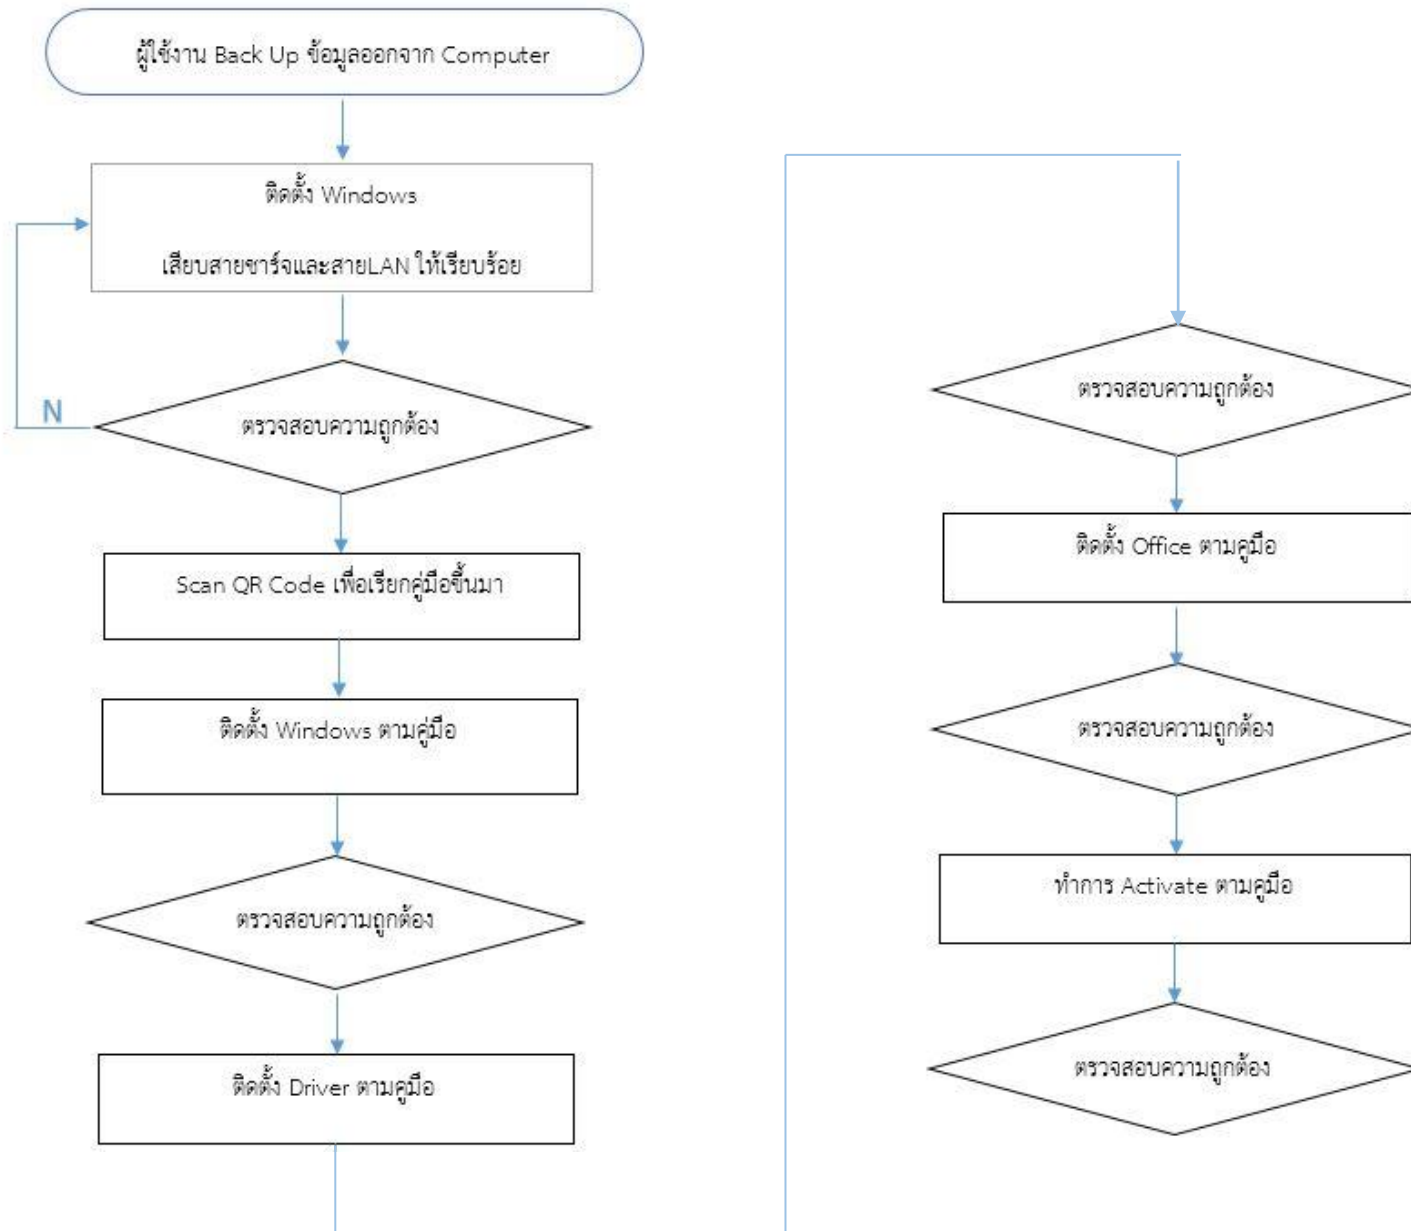 ผู้ใช้งาน Back Up ข้อมูลออกจาก Computer
ติดตั้ง Windows
เสียบสายชาร์จและสายLAN ให้เรียบร้อย
N
ตรวจสอบความถูกต้อง
Scan QR Code เพื่อเรียกคู่มือขึ้นมา
ติดตั้ง Windows ตามคู่มือ
ตรวจสอบความถูกต้อง
ติดตั้ง Driver ตามคูมือ
ตรวจสอบความถูกต้อง
ติดตั้ง Office ตามคูมือ
ตรวจสอบความถูกต้อง
ทำการ Activate ตามคูมือ
ตรวจสอบความถูกต้อง